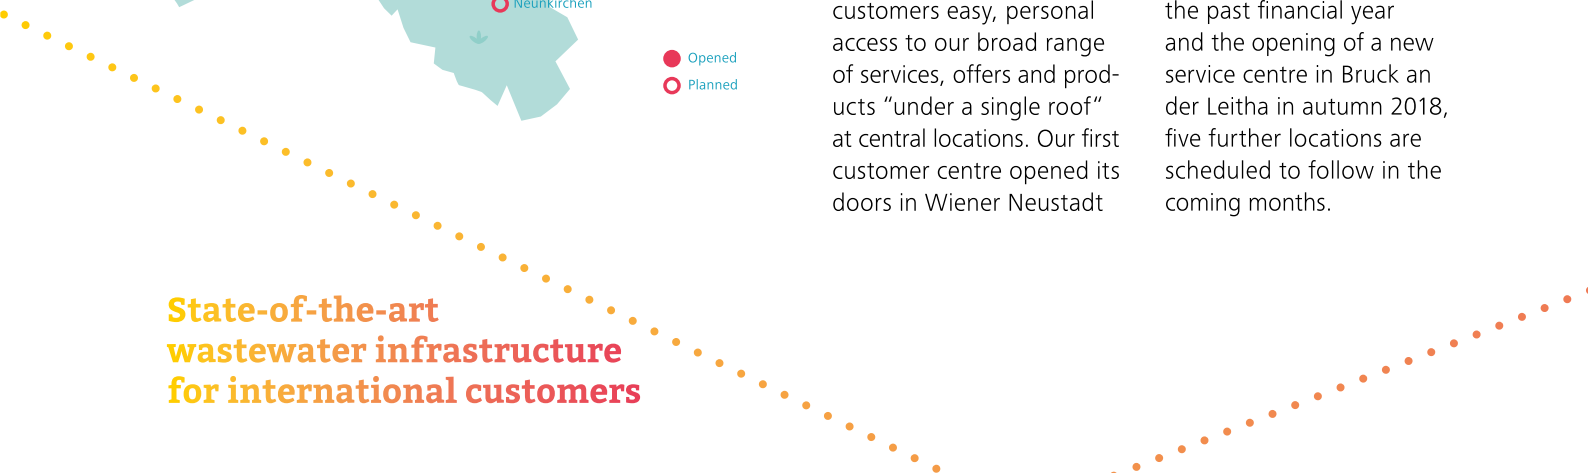 Neunkirchen
Opened
Planned
customers easy, personal
access to our broad range
of services, offers and prod-
ucts “under a single roof“
at central locations. Our first
customer centre opened its
doors in Wiener Neustadt
the past financial year
and the opening of a new
service centre in Bruck an
der Leitha in autumn 2018,
five further locations are
scheduled to follow in the
coming months.
State-of-the-art
wastewater infrastructure
for international customers